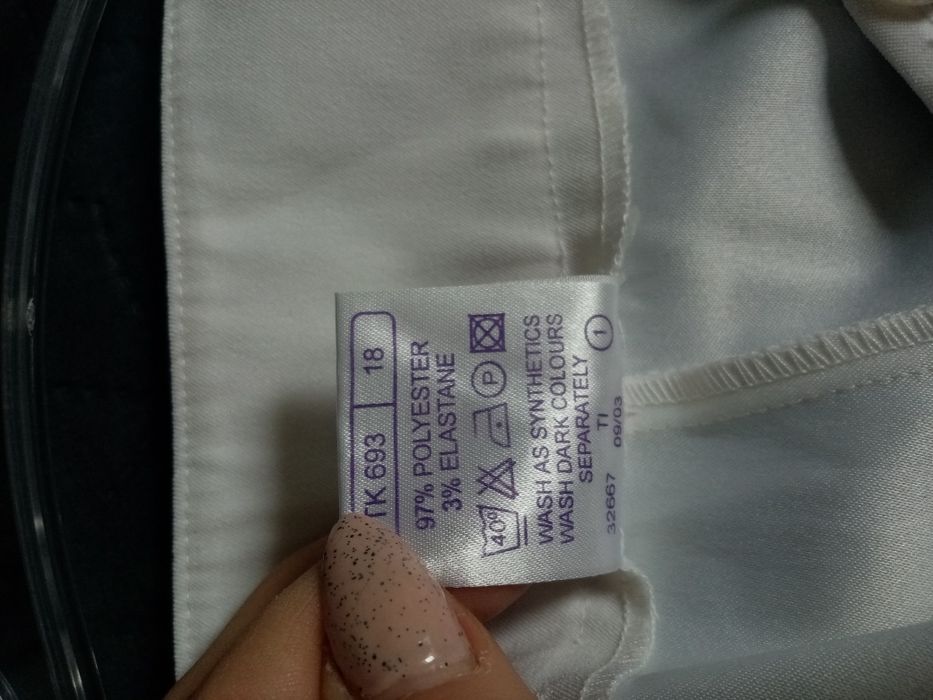 TK 693 18
97% POLYESTER
3% ELASTANE
40° P
WASH AS SYNTHETICS
WASH DARK COLOURS
SEPARATELY 1
TI
32667 09/03